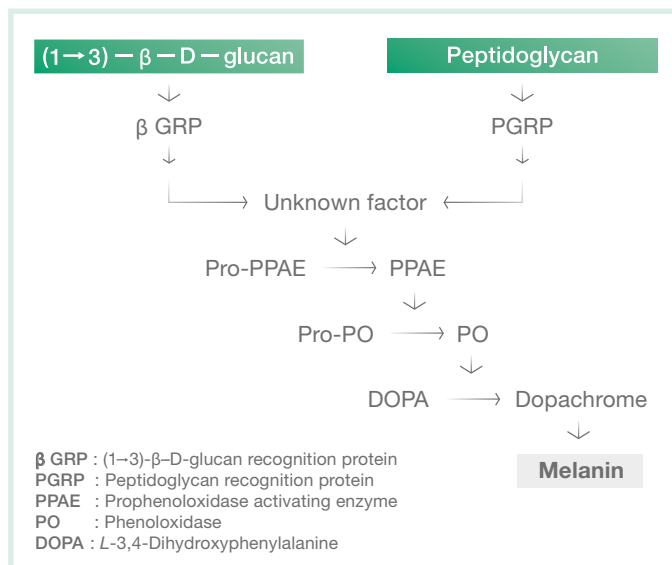 (1→3) — β — D — glucan
Peptidoglycan
β GRP
PGRP
Unknown factor
Pro-PPAE
PPAE
Pro-PO
PO
DOPA
Dopachrome
Melanin
β GRP : (1→3)-β–D-glucan recognition protein
PGRP : Peptidoglycan recognition protein
PPAE : Prophenoloxidase activating enzyme
PO : Phenoloxidase
DOPA : L-3,4-Dihydroxyphenylalanine